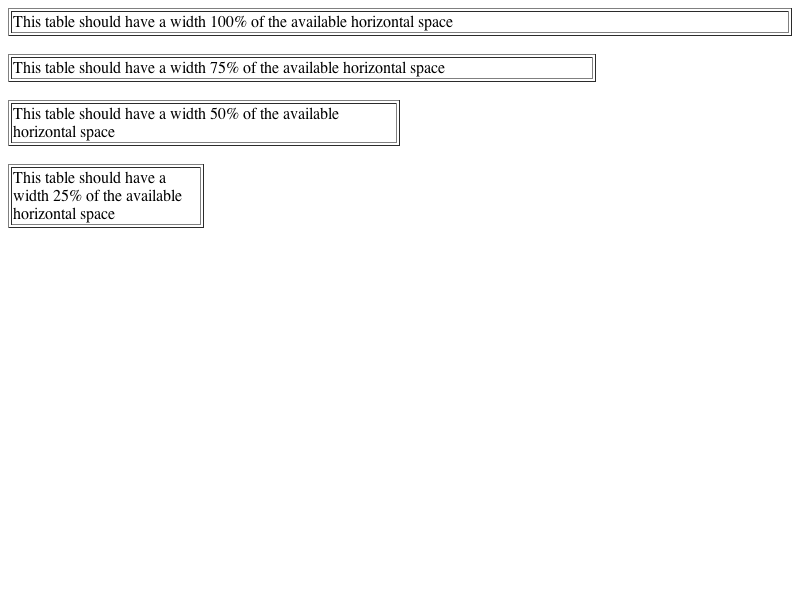 This table should have a width 100% of the available horizontal space
This table should have a width 75% of the available horizontal space
This table should have a width 50% of the available
horizontal space
This table should have a
width 25% of the available
horizontal space